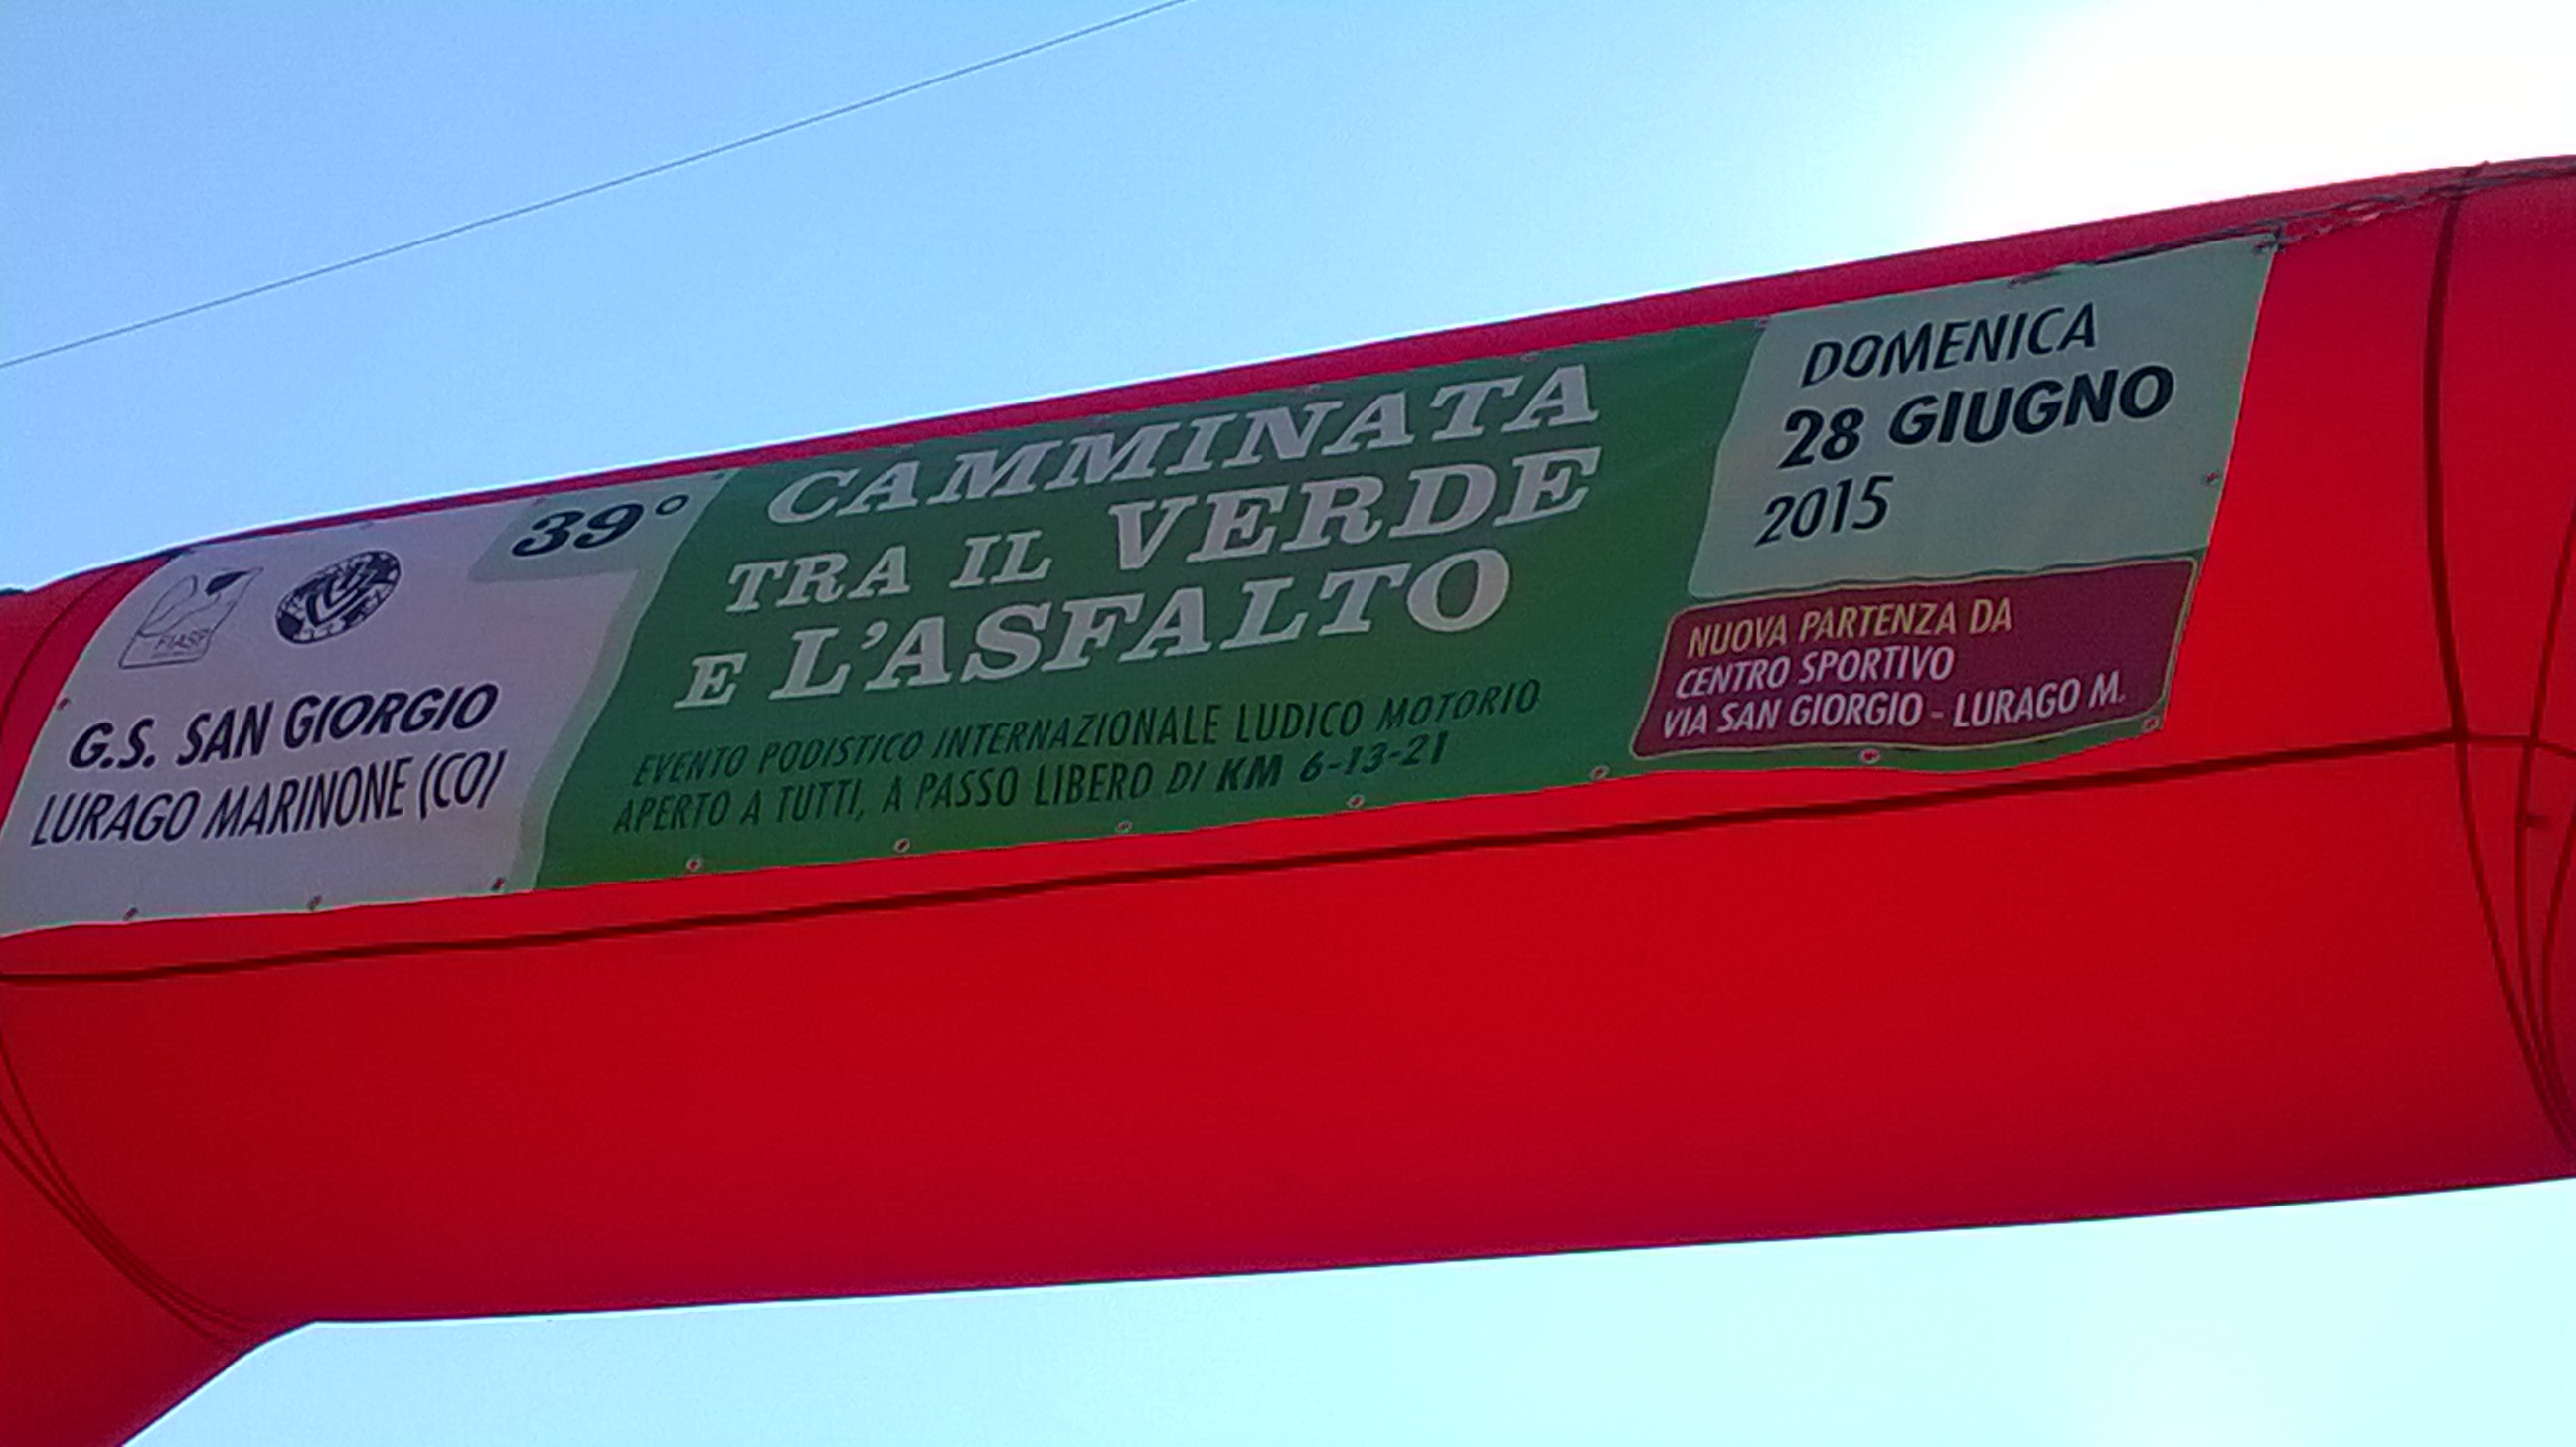 FIASP
G.S. SAN GIORGIO
LURAGO MARINONE (CO)
39°
CAMMINATA
TRA IL VERDE
E L'ASFALTO
EVENTO PODISTICO INTERNAZIONALE LUDICO MOTORIO
APERTO A TUTTI, A PASSO LIBERO DI KM 6-13-21
DOMENICA
28 GIUGNO
2015
NUOVA PARTENZA DA
CENTRO SPORTIVO
VIA SAN GIORGIO - LURAGO M.